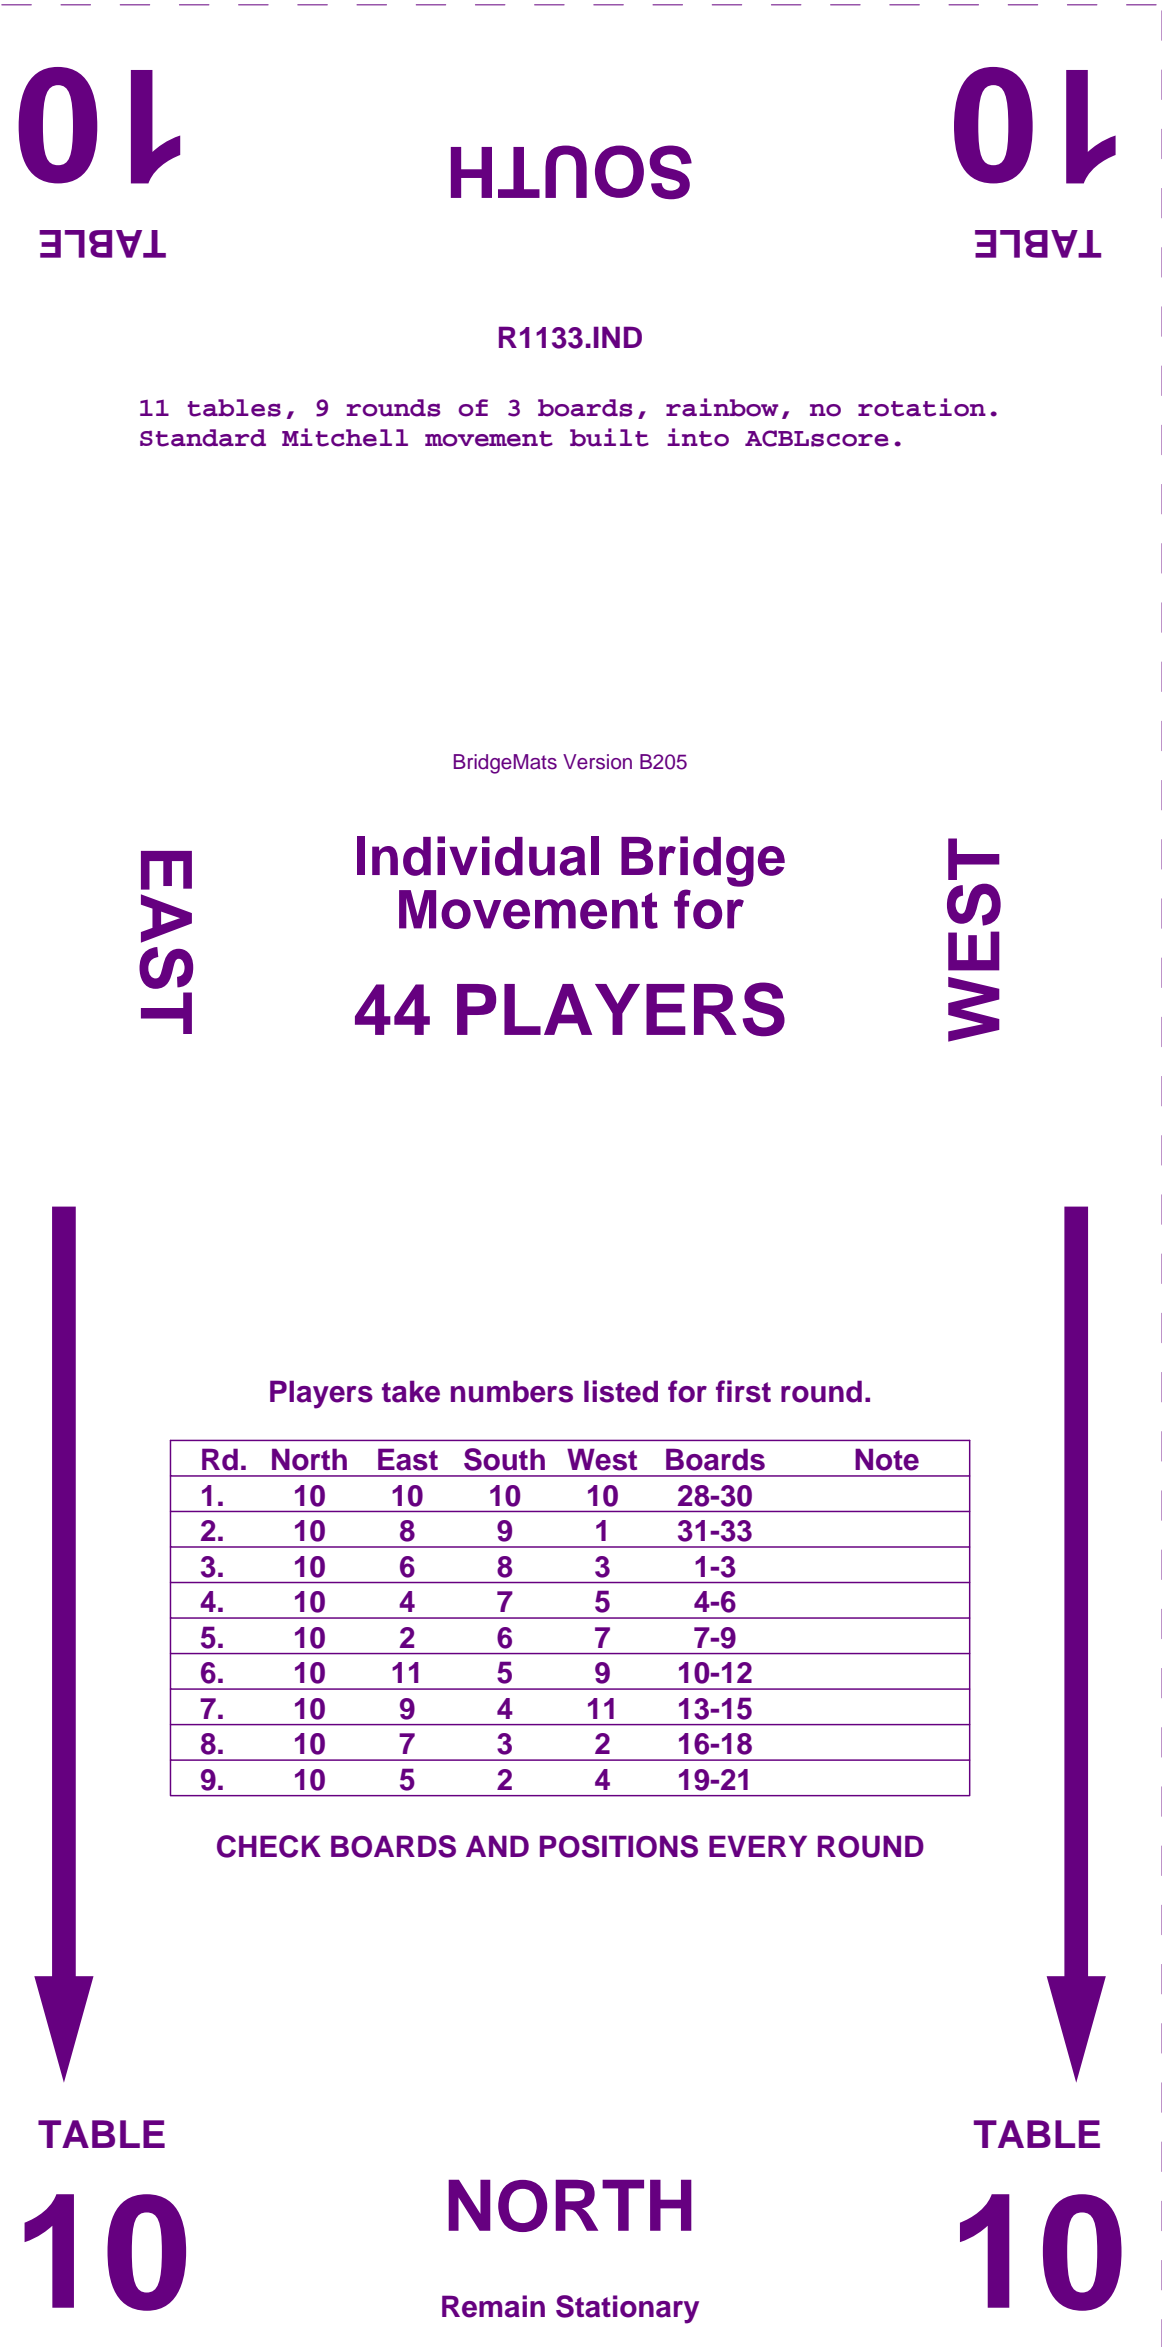 10 10
SOUTH
TABLE TABLE
R1133.IND
11 tables, 9 rounds of 3 boards, rainbow, no rotation.
Standard Mitchell movement built into ACBLscore.
BridgeMats Version B205
EAST
Individual Bridge
Movement for
44 PLAYERS
WEST
Players take numbers listed for first round.
Rd. North East South West Boards Note
1. 10 10 10 10 28-30
2. 10 8 9 1 31-33
3. 10 6 8 3 1-3
4. 10 4 7 5 4-6
5. 10 2 6 7 7-9
6. 10 11 5 9 10-12
7. 10 9 4 11 13-15
8. 10 7 3 2 16-18
9. 10 5 2 4 19-21
CHECK BOARDS AND POSITIONS EVERY ROUND
TABLE TABLE
NORTH
10 10
Remain Stationary